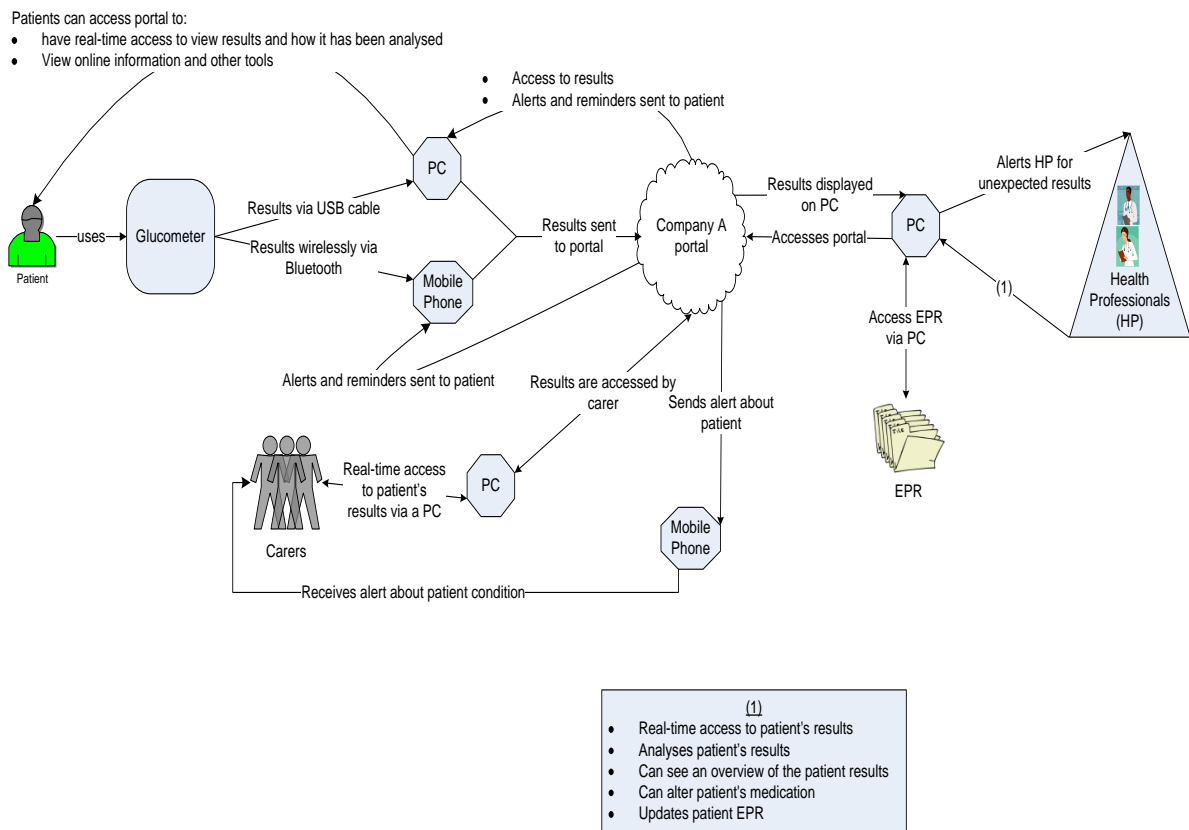 Patients can access portal to:
• have real-time access to view results and how it has been analysed
• View online information and other tools
• Access to results
• Alerts and reminders sent to patient
PC
Alerts HP for
unexpected results
Results displayed
on PC
Results via USB cable
Results sent
to portal
Company A
portal
PC
uses
Glucometer
Accesses portal
Results wirelessly via
Bluetooth
Patient
Mobile
Phone
Health
Professionals
(HP)
(1)
Access EPR
via PC
Alerts and reminders sent to patient
Results are accessed by
carer
Sends alert about
patient
FILE
EPR
Real-time access
to patient's
results via a PC
PC
Carers
Mobile
Phone
Receives alert about patient condition
(1)
• Real-time access to patient's results
• Analyses patient's results
• Can see an overview of the patient results
• Can alter patient's medication
• Updates patient EPR